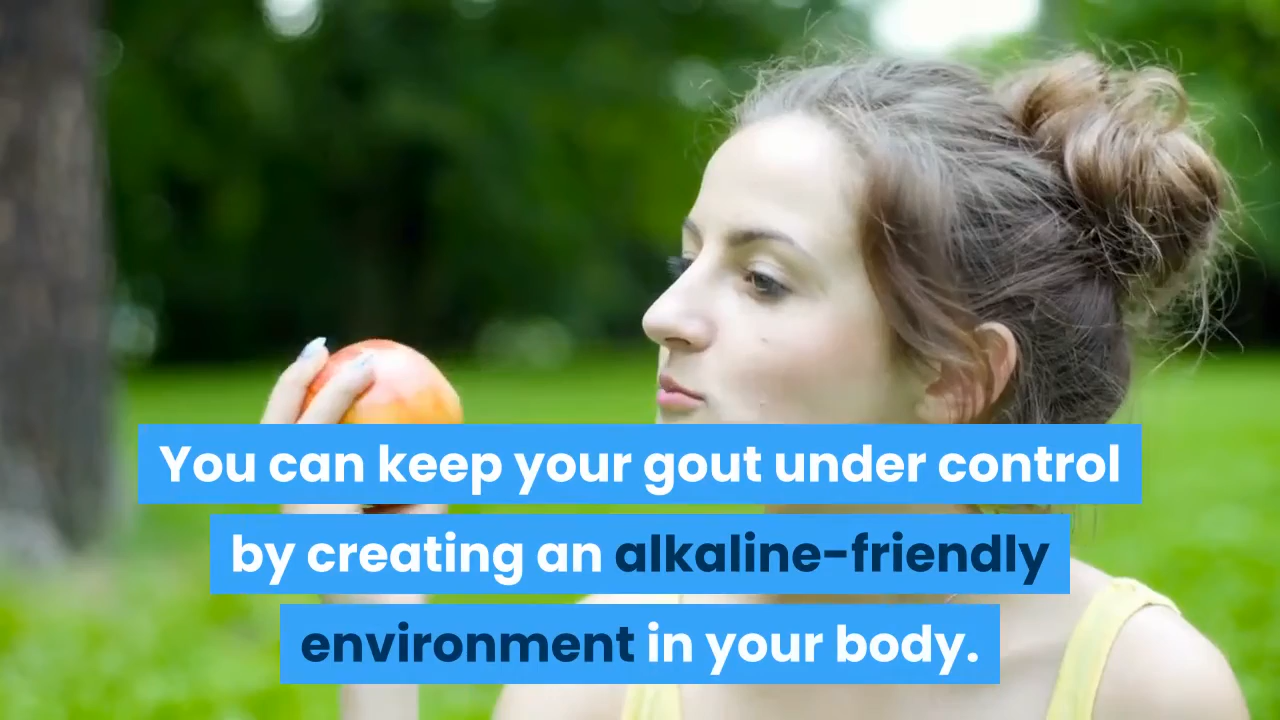 You can keep your gout under control
by creating an alkaline-friendly
environment in your body.